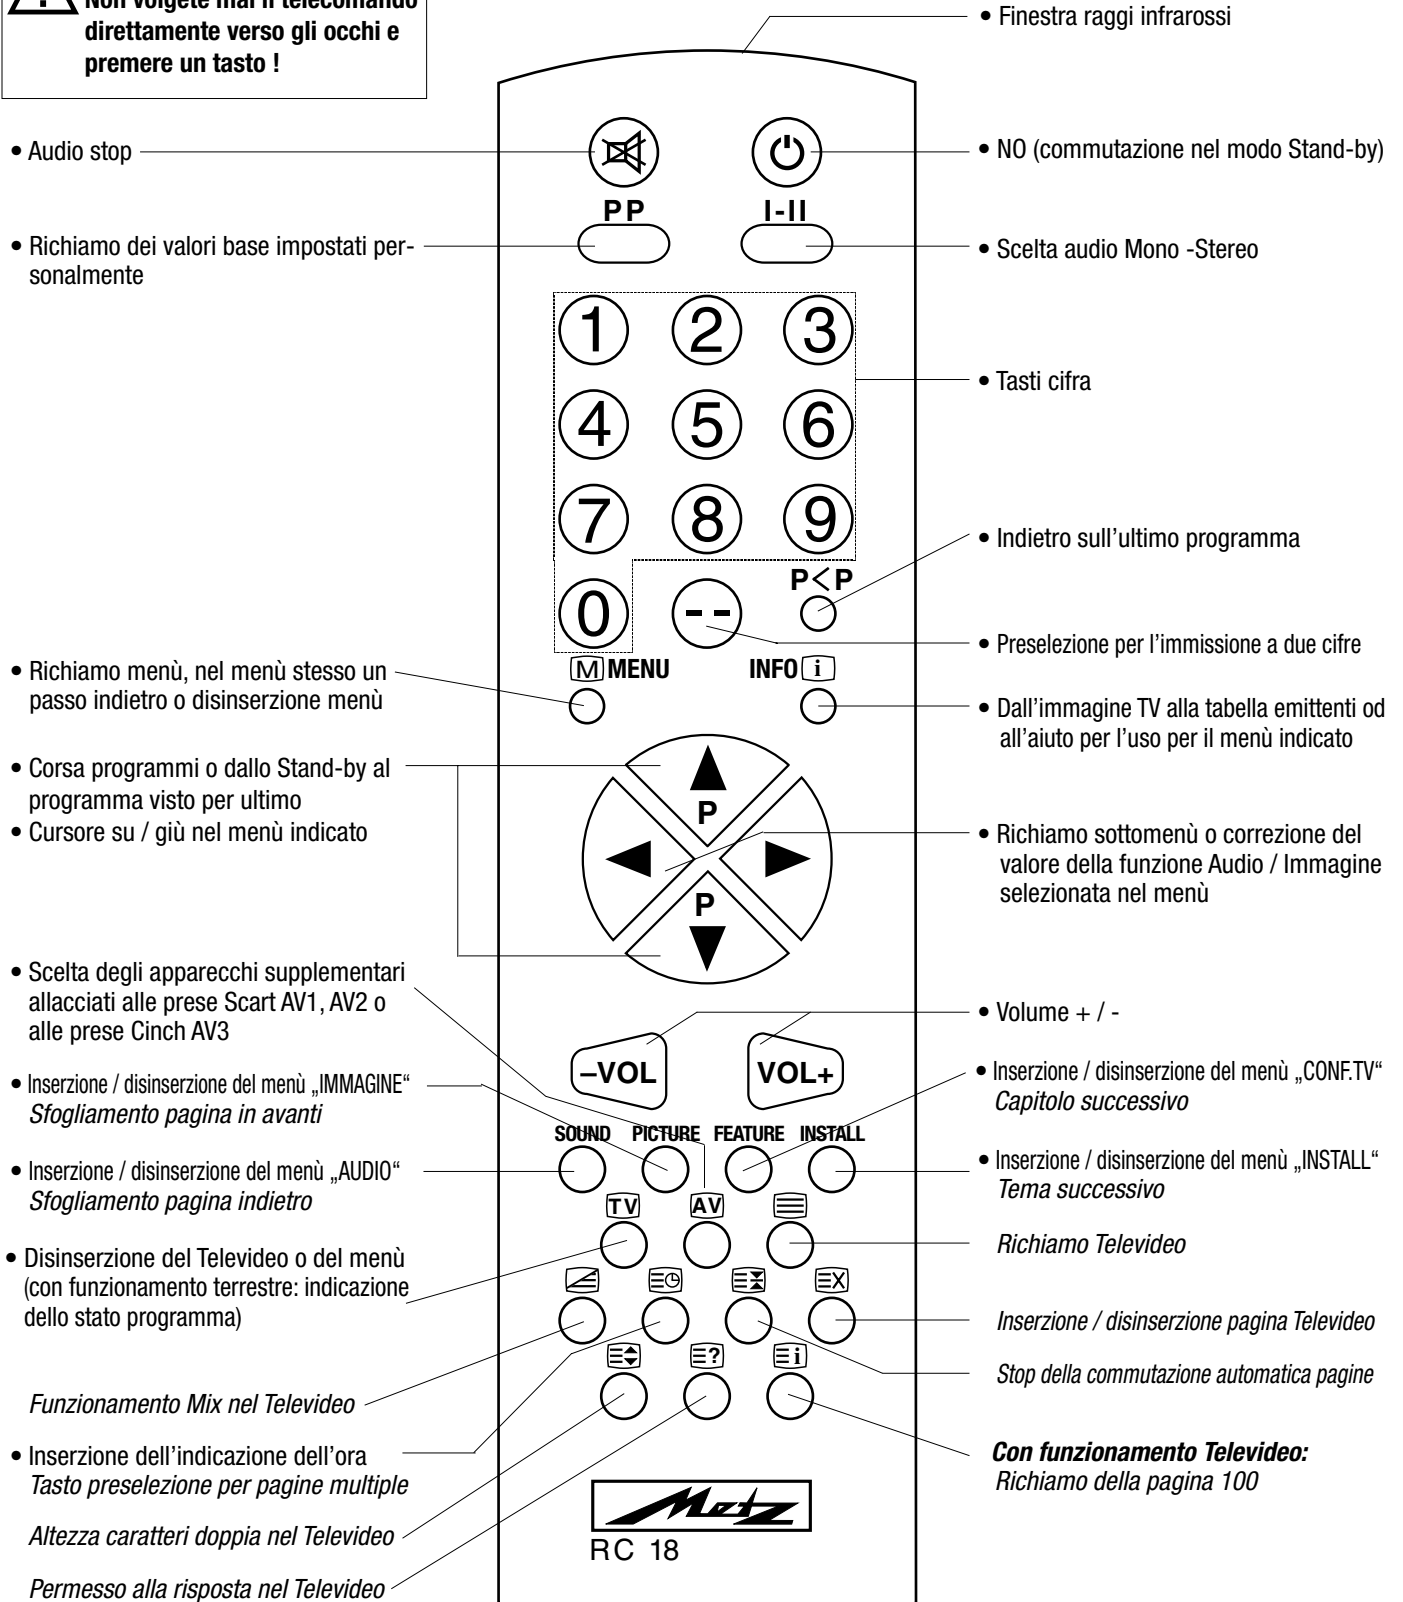 Non volgete mai il telecomando
direttamente verso gli occhi e
premere un tasto !
• Finestra raggi infrarossi
• Audio stop
• NO (commutazione nel modo Stand-by)
PP
I-II
• Richiamo dei valori base impostati per-
sonalmente
• Scelta audio Mono -Stereo
1 2 3
• Tasti cifra
4 5 6
7 8 9
• Indietro sull’ultimo programma
P<P
0 --
• Preselezione per l’immissione a due cifre
• Richiamo menù, nel menù stesso un
passo indietro o disinserzione menù
M MENU
INFO i
• Dall’immagine TV alla tabella emittenti od
all’aiuto per l’uso per il menù indicato
• Corsa programmi o dallo Stand-by al
programma visto per ultimo
• Cursore su / giù nel menù indicato
P
P
• Richiamo sottomenù o correzione del
valore della funzione Audio / Immagine
selezionata nel menù
• Scelta degli apparecchi supplementari
allacciati alle prese Scart AV1, AV2 o
alle prese Cinch AV3
• Volume + / -
–VOL
VOL+
• Inserzione / disinserzione del menù „IMMAGINE“
Sfogliamento pagina in avanti
• Inserzione / disinserzione del menù „CONF.TV“
Capitolo successivo
SOUND PICTURE FEATURE INSTALL
• Inserzione / disinserzione del menù „AUDIO“
Sfogliamento pagina indietro
• Inserzione / disinserzione del menù „INSTALL“
Tema successivo
TV AV
Richiamo Televideo
• Disinserzione del Televideo o del menù
(con funzionamento terrestre: indicazione
dello stato programma)
X
Inserzione / disinserzione pagina Televideo
? i
Stop della commutazione automatica pagine
Funzionamento Mix nel Televideo
• Inserzione dell’indicazione dell’ora
Tasto preselezione per pagine multiple
Con funzionamento Televideo:
Richiamo della pagina 100
Altezza caratteri doppia nel Televideo
Metz
RC 18
Permesso alla risposta nel Televideo